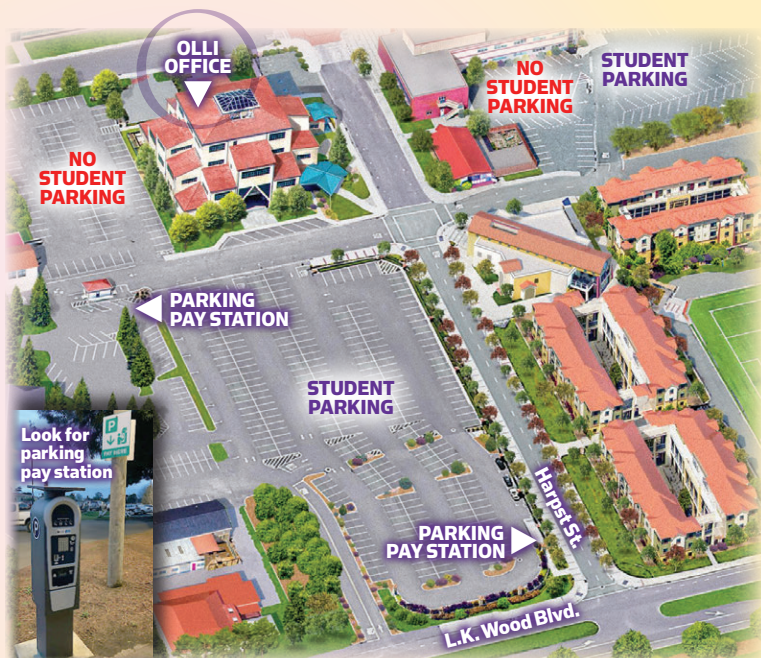 OLLI
OFFICE
NO
STUDENT
PARKING
STUDENT
PARKING
NO
STUDENT
PARKING
PARKING
PAY STATION
STUDENT
PARKING
Look for
parking
pay station
P
PARKING
PAY STATION
Harpst St.
L.K. Wood Blvd.